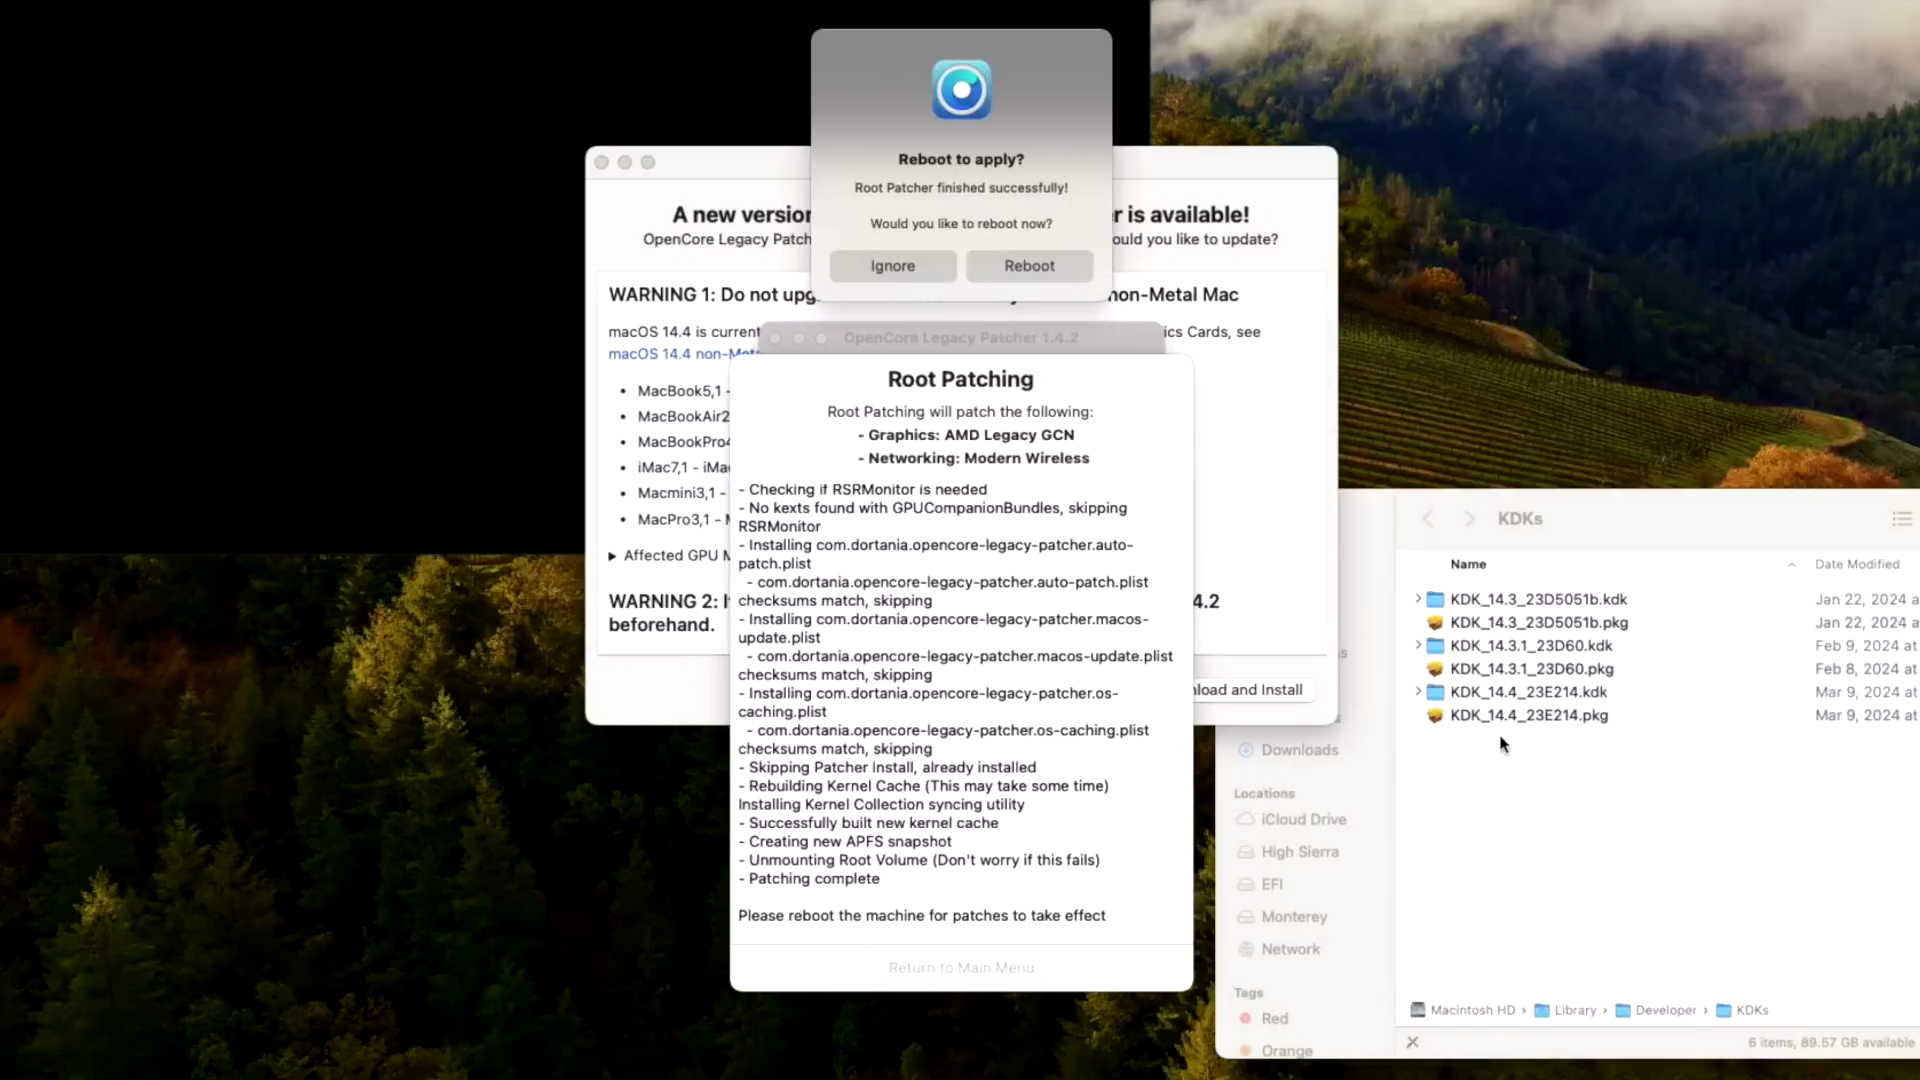 Reboot to apply?
Root Patcher finished successfully!
Would you like to reboot now?
Ignore
Reboot
A new version
r is available!
OpenCore Legacy Patch
ould you like to update?
WARNING 1: Do not upg
non-Metal Mac
macOS 14.4 is current
ics Cards, see
macOS 14.4 non-Met
• MacBook5,1 -
• MacBookAir2
• MacBookPro4
• iMac7,1 - iMa
• Macmini3,1 -
• MacPro3,1 - M
▶ Affected GPU M
WARNING 2: I
4.2
beforehand.
load and Install
OpenCore Legacy Patcher 1.4.2
Root Patching
Root Patching will patch the following:
- Graphics: AMD Legacy GCN
- Networking: Modern Wireless
- Checking if RSRMonitor is needed
- No kexts found with GPUCompanionBundles, skipping
RSRMonitor
- Installing com.dortania.opencore-legacy-patcher.auto-
patch.plist
- com.dortania.opencore-legacy-patcher.auto-patch.plist
checksums match, skipping
- Installing com.dortania.opencore-legacy-patcher.macos-
update.plist
- com.dortania.opencore-legacy-patcher.macos-update.plist
checksums match, skipping
- Installing com.dortania.opencore-legacy-patcher.os-
caching.plist
- com.dortania.opencore-legacy-patcher.os-caching.plist
checksums match, skipping
- Skipping Patcher Install, already installed
- Rebuilding Kernel Cache (This may take some time)
Installing Kernel Collection syncing utility
- Successfully built new kernel cache
- Creating new APFS snapshot
- Unmounting Root Volume (Don't worry if this fails)
- Patching complete
Please reboot the machine for patches to take effect
Return to Main Menu
KDKs
Name
Date Modified
KDK_14.3_23D5051b.kdk
Jan 22, 2024 a
KDK_14.3_23D5051b.pkg
Jan 22, 2024 a
KDK_14.3.1_23D60.kdk
Feb 9, 2024 at
KDK_14.3.1_23D60.pkg
Feb 8, 2024 at
KDK_14.4_23E214.kdk
Mar 9, 2024 at
KDK_14.4_23E214.pkg
Mar 9, 2024 at
Downloads
Locations
iCloud Drive
High Sierra
EFI
Monterey
Network
Tags
Red
Orange
Macintosh HD › Library › Developer › KDKs
6 items, 89.57 GB available